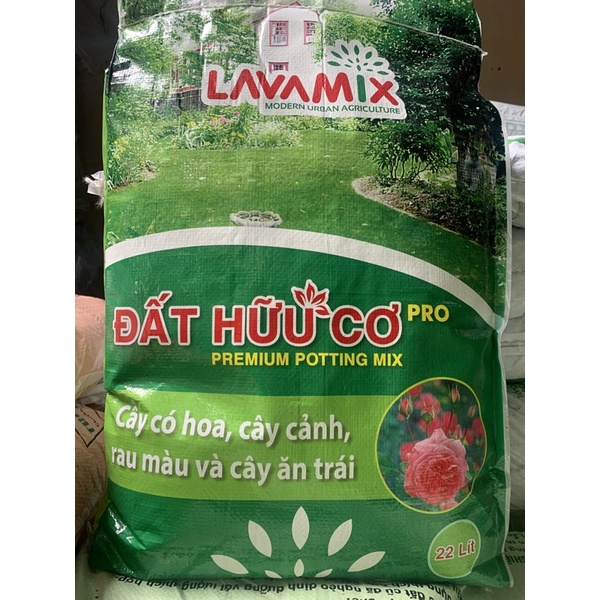 LAVAMIX
MODERN URBAN AGRICULTURE
ĐẤT HỮU CƠ PRO
PREMIUM POTTING MIX
Cây có hoa, cây cảnh,
rau màu và cây ăn trái
22 Lít